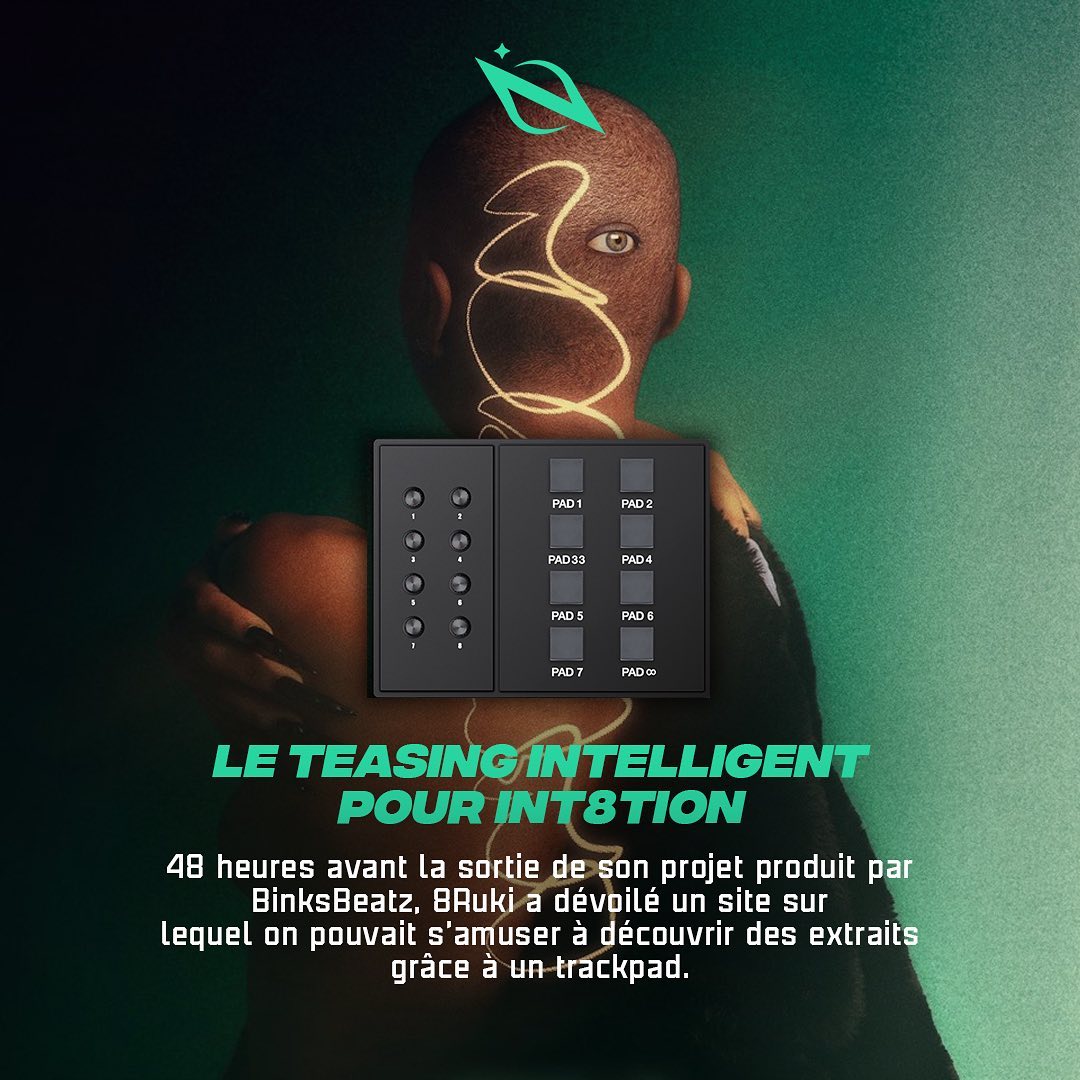 1 2
3 4
5 6
7 8
PAD 1 PAD 2
PAD33 PAD 4
PAD 5 PAD 6
PAD 7 PAD ∞
LE TEASING INTELLIGENT
POUR INT8TION
48 heures avant la sortie de son projet produit par
BinksBeatz, 8Ruki a dévoilé un site sur
lequel on pouvait s'amuser à découvrir des extraits
grâce à un trackpad.